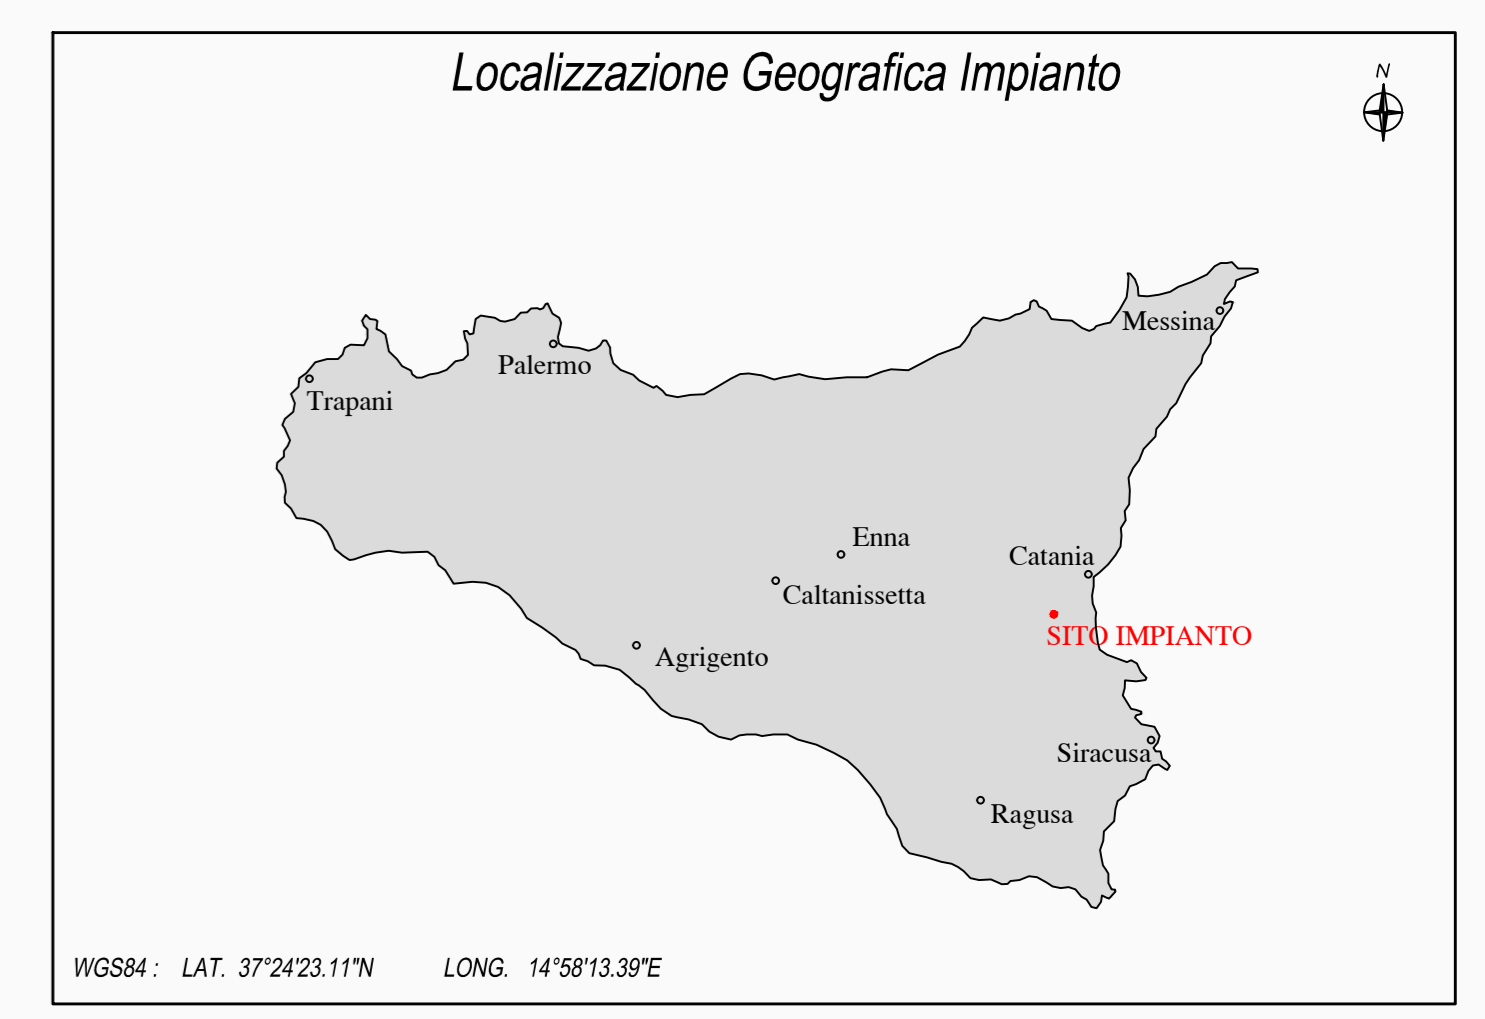 Localizzazione Geografica Impianto
N
Messina
Palermo
Trapani
Enna
Catania
Caltanissetta
SITO IMPIANTO
Agrigento
Siracusa
Ragusa
WGS84 : LAT. 37°24'23.11"N LONG. 14°58'13.39"E